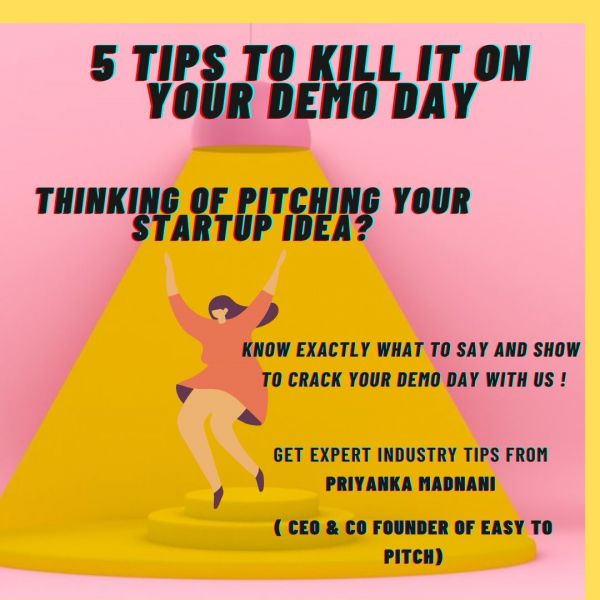 5 TIPS TO KILL IT ON
YOUR DEMO DAY
THINKING OF PITCHING YOUR
STARTUP IDEA?
KNOW EXACTLY WHAT TO SAY AND SHOW
TO CRACK YOUR DEMO DAY WITH US !
GET EXPERT INDUSTRY TIPS FROM
PRIYANKA MADNANI
( CEO & CO FOUNDER OF EASY TO
PITCH)